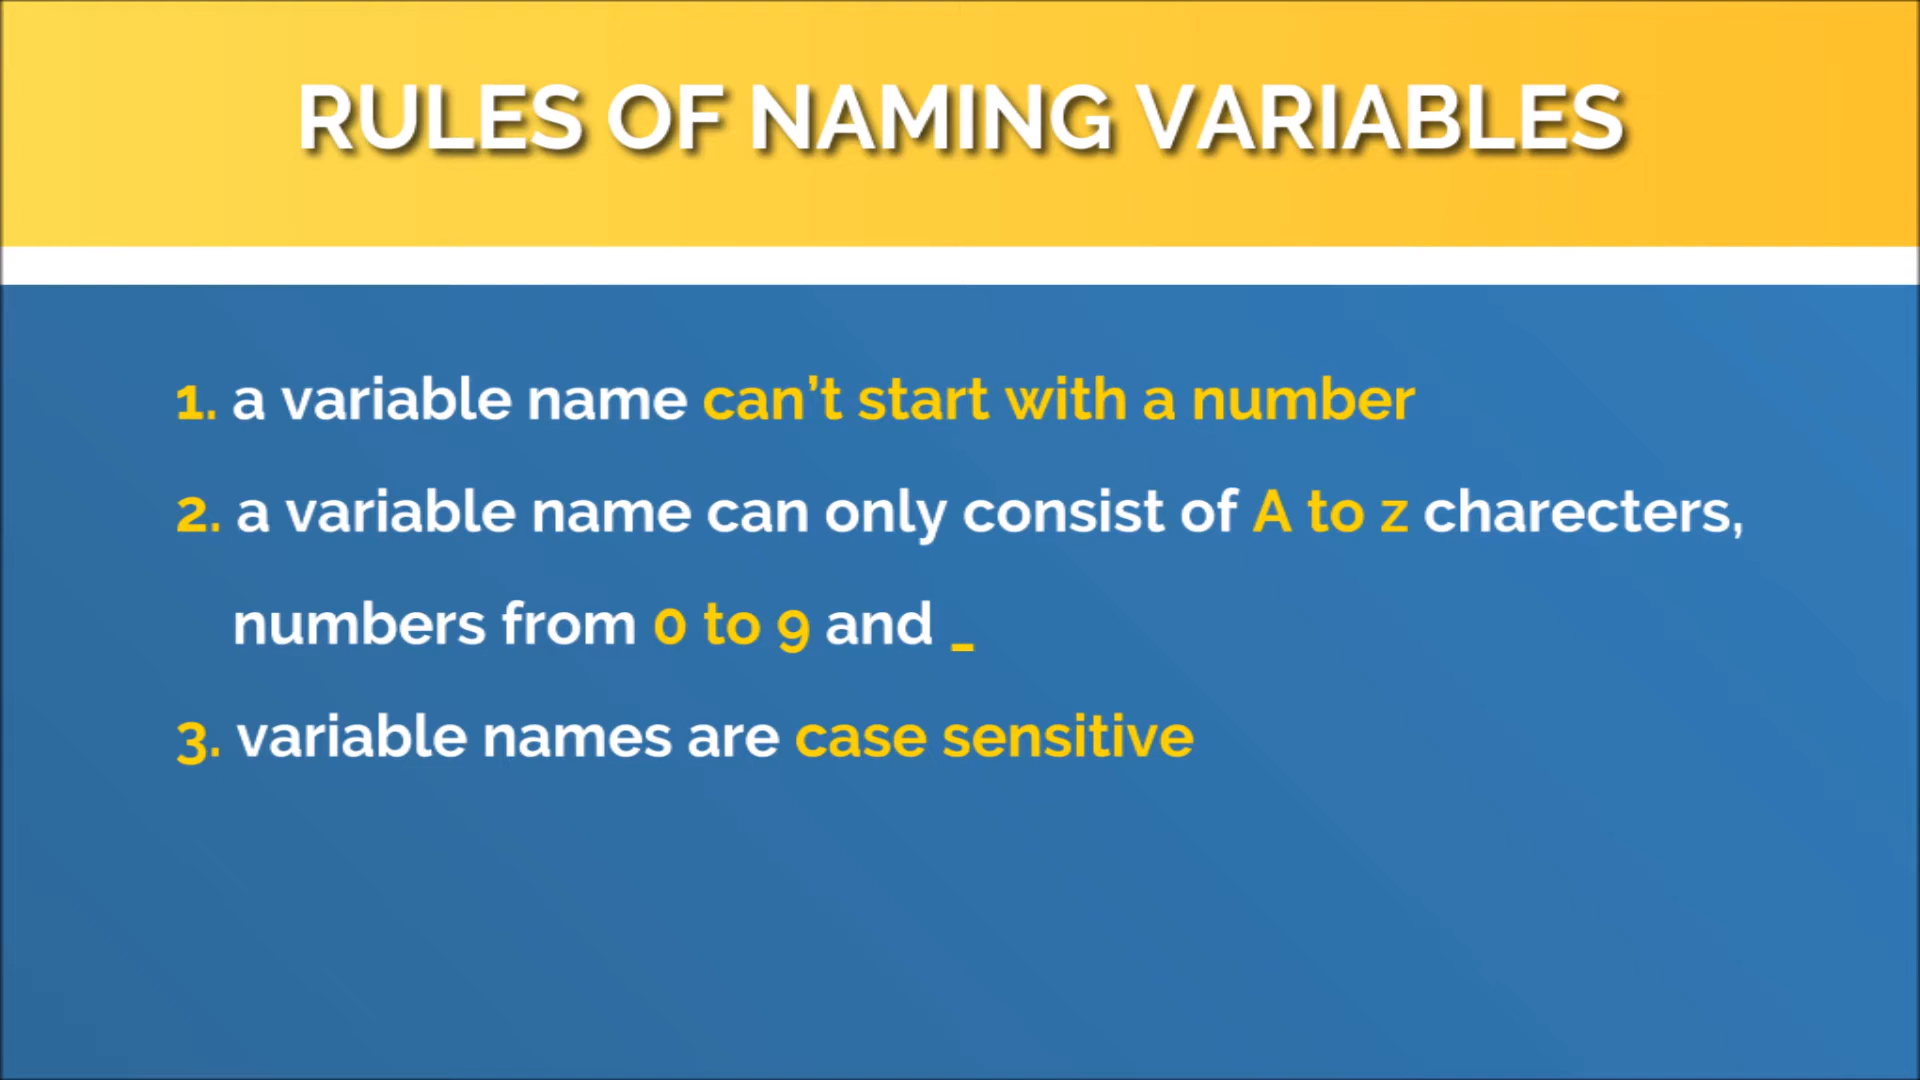 RULES OF NAMING VARIABLES
1. a variable name can't start with a number
2. a variable name can only consist of A to z charecters,
numbers from 0 to 9 and _
3. variable names are case sensitive